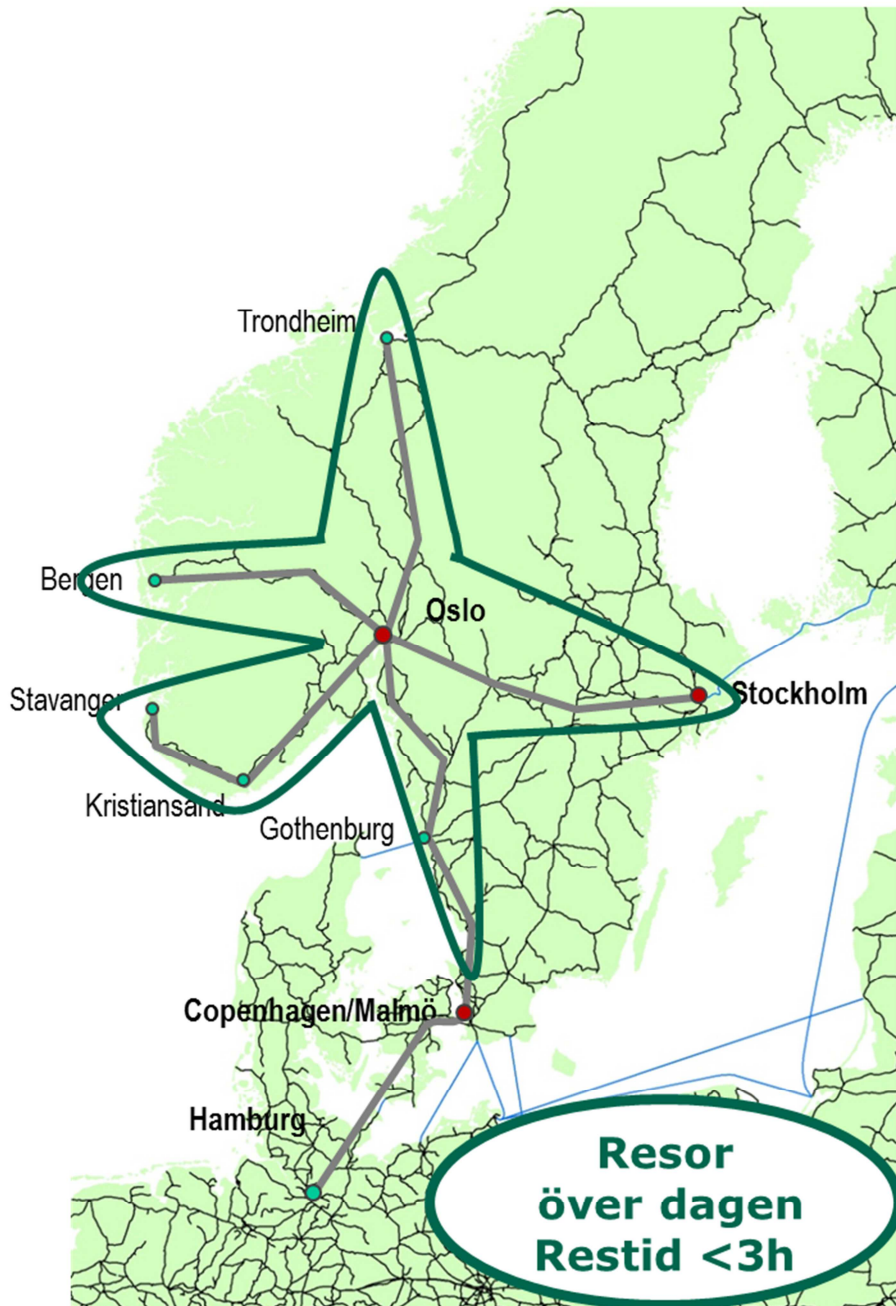 Trondheim
Bergen
Oslo
Stavanger
Stockholm
Kristiansand
Gothenburg
Copenhagen/Malmö
Hamburg
Resor
över dagen
Restid <3h